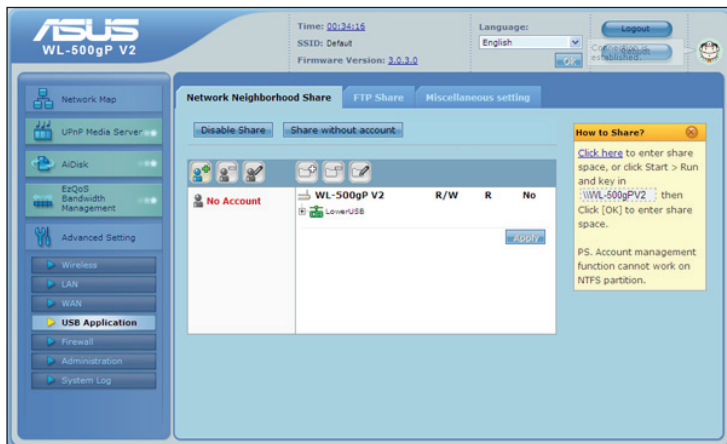 ASUS
WL-500gP V2
Time: 00:34:16
SSID: Default
Firmware Version: 3.0.3.0
Language:
English
OK
Logout
Reboot
Connection is
established.
Network Map
UPnP Media Server
AiDisk
EzQoS
Bandwidth
Management
Advanced Setting
Wireless
LAN
WAN
USB Application
Firewall
Administration
System Log
Network Neighborhood Share
FTP Share
Miscellaneous setting
Disable Share
Share without account
No Account
WL-500gP V2 R/W R No
LowerUSB
Apply
How to Share?
Click here to enter share
space, or click Start > Run
and key in
\\WL-500gPV2 then
Click [OK] to enter share
space.
PS. Account management
function cannot work on
NTFS partition.